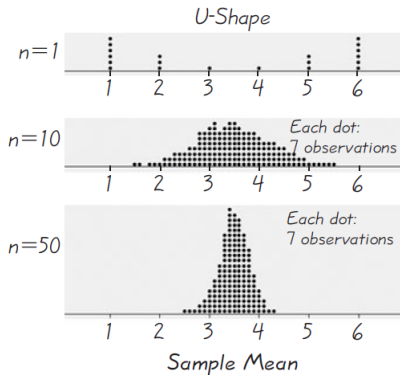 U-Shape
n=1
1 2 3 4 5 6
n=10
Each dot:
7 observations
1 2 3 4 5 6
n=50
Each dot:
7 observations
1 2 3 4 5 6
Sample Mean